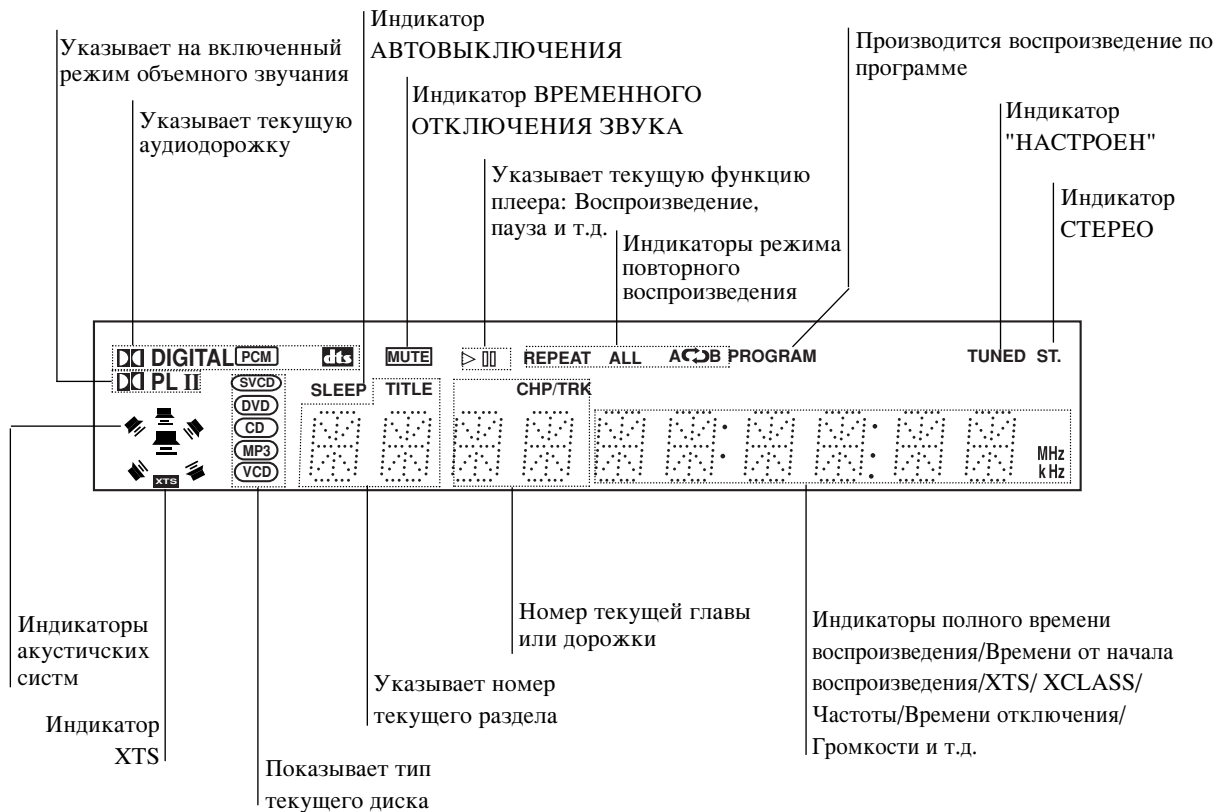 Индикатор
АВТОВЫКЛЮЧЕНИЯ
Указывает на включенный
режим объемного звучания
Производится воспроизведение по
программе
Индикатор ВРЕМЕННОГО
ОТКЛЮЧЕНИЯ ЗВУКА
Указывает текущую
аудиодорожку
Индикатор
"НАСТРОЕН"
Указывает текущую функцию
плеера: Воспроизведение,
пауза и т.д.
Индикатор
СТЕРЕО
Индикаторы режима
повторного
воспроизведения
DIGITAL PCM dts MUTE REPEAT ALL A B PROGRAM TUNED ST.
PL II SVCD SLEEP TITLE CHP/TRK
DVD
CD
MP3 MHz
XTS VCD kHz
Индикаторы
акустичских
систм
Номер текущей главы
или дорожки
Индикаторы полного времени
воспроизведения/Времени от начала
воспроизведения/XTS/ XCLASS/
Частоты/Времени отключения/
Громкости и т.д.
Указывает номер
текущего раздела
Индикатор
XTS
Показывает тип
текущего диска